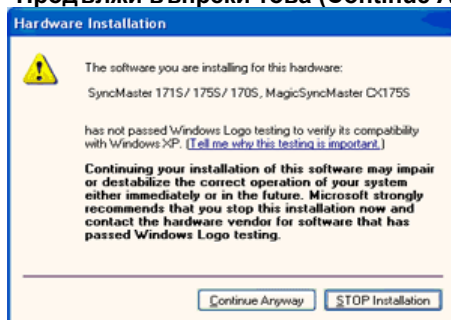 Продължи въпреки това (Continue A
Hardware Installation
The software you are installing for this hardware:
SyncMaster 171S/ 175S/ 170S, MagicSyncMaster CX175S
has not passed Windows Logo testing to verify its compatibility
with Windows XP. (Tell me why this testing is important.)
Continuing your installation of this software may impair
or destabilize the correct operation of your system
either immediately or in the future. Microsoft strongly
recommends that you stop this installation now and
contact the hardware vendor for software that has
passed Windows Logo testing.
Continue Anyway STOP Installation